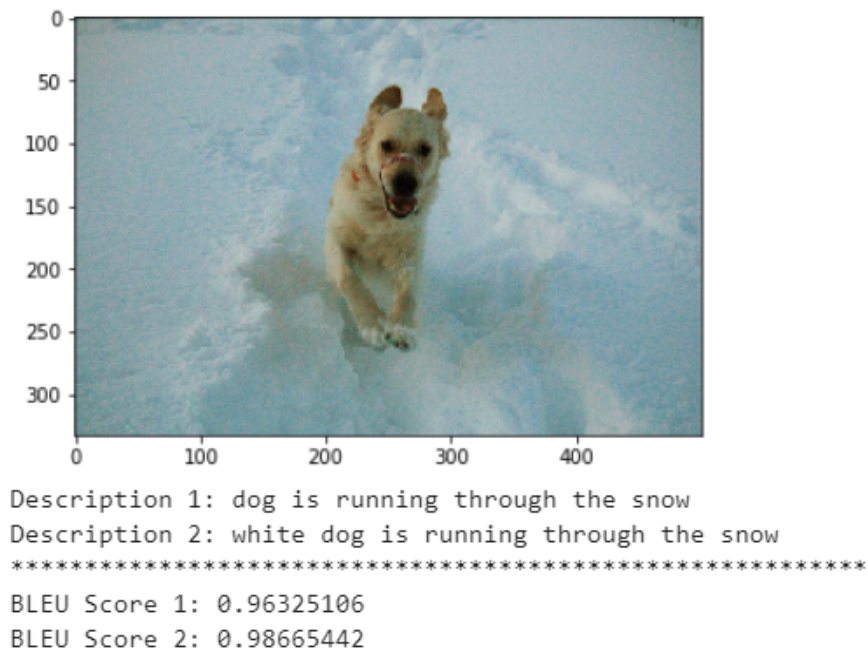 0
50
100
150
200
250
300
0 100 200 300 400
Description 1: dog is running through the snow
Description 2: white dog is running through the snow
**********************************************************
BLEU Score 1: 0.96325106
BLEU Score 2: 0.98665442